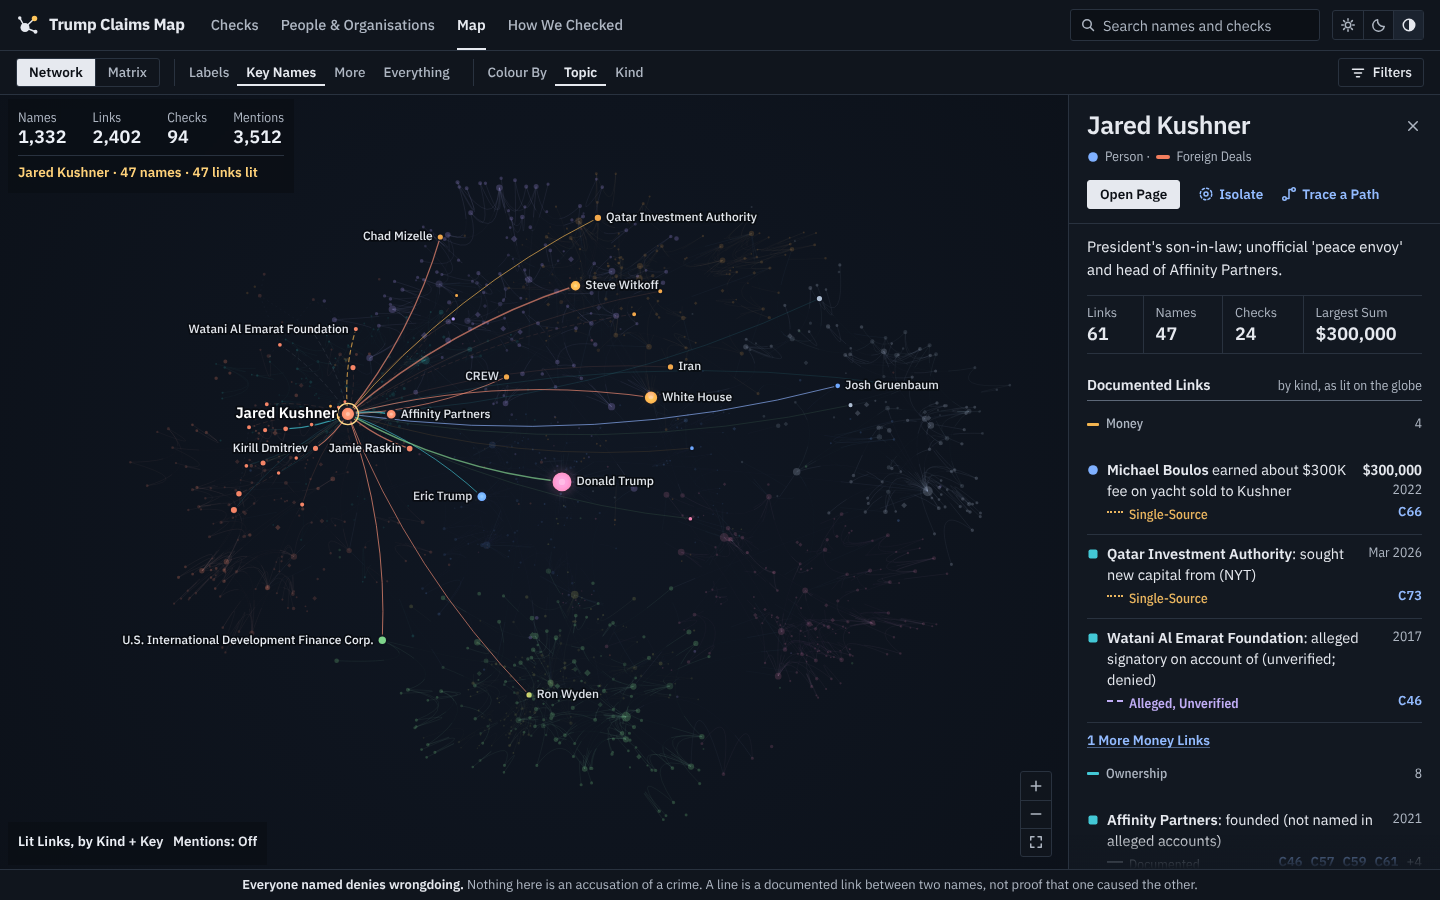 Trump Claims Map
Checks
People & Organisations
Map
How We Checked
Search names and checks
Network
Matrix
Labels
Key Names
More
Everything
Colour By
Topic
Kind
Filters
Names
Links
Checks
Mentions
1,332
2,402
94
3,512
Jared Kushner · 47 names · 47 links lit
Qatar Investment Authority
Chad Mizelle
Steve Witkoff
Watani Al Emarat Foundation
Iran
CREW
Josh Gruenbaum
White House
Jared Kushner
Affinity Partners
Kirill Dmitriev
Jamie Raskin
Donald Trump
Eric Trump
U.S. International Development Finance Corp.
Ron Wyden
Lit Links, by Kind + Key
Mentions: Off
Jared Kushner
Person · Foreign Deals
Open Page
Isolate
Trace a Path
President's son-in-law; unofficial 'peace envoy'
and head of Affinity Partners.
Links
Names
Checks
Largest Sum
61
47
24
$300,000
Documented Links
by kind, as lit on the globe
Money
4
Michael Boulos earned about $300K
$300,000
fee on yacht sold to Kushner
2022
Single-Source
C66
Qatar Investment Authority: sought
Mar 2026
new capital from (NYT)
Single-Source
C73
Watani Al Emarat Foundation: alleged
2017
signatory on account of (unverified;
denied)
Alleged, Unverified
C46
1 More Money Links
Ownership
8
Affinity Partners: founded (not named in
2021
alleged accounts)
Documented
C46 C57 C59 C61 +4
Everyone named denies wrongdoing. Nothing here is an accusation of a crime. A line is a documented link between two names, not proof that one caused the other.